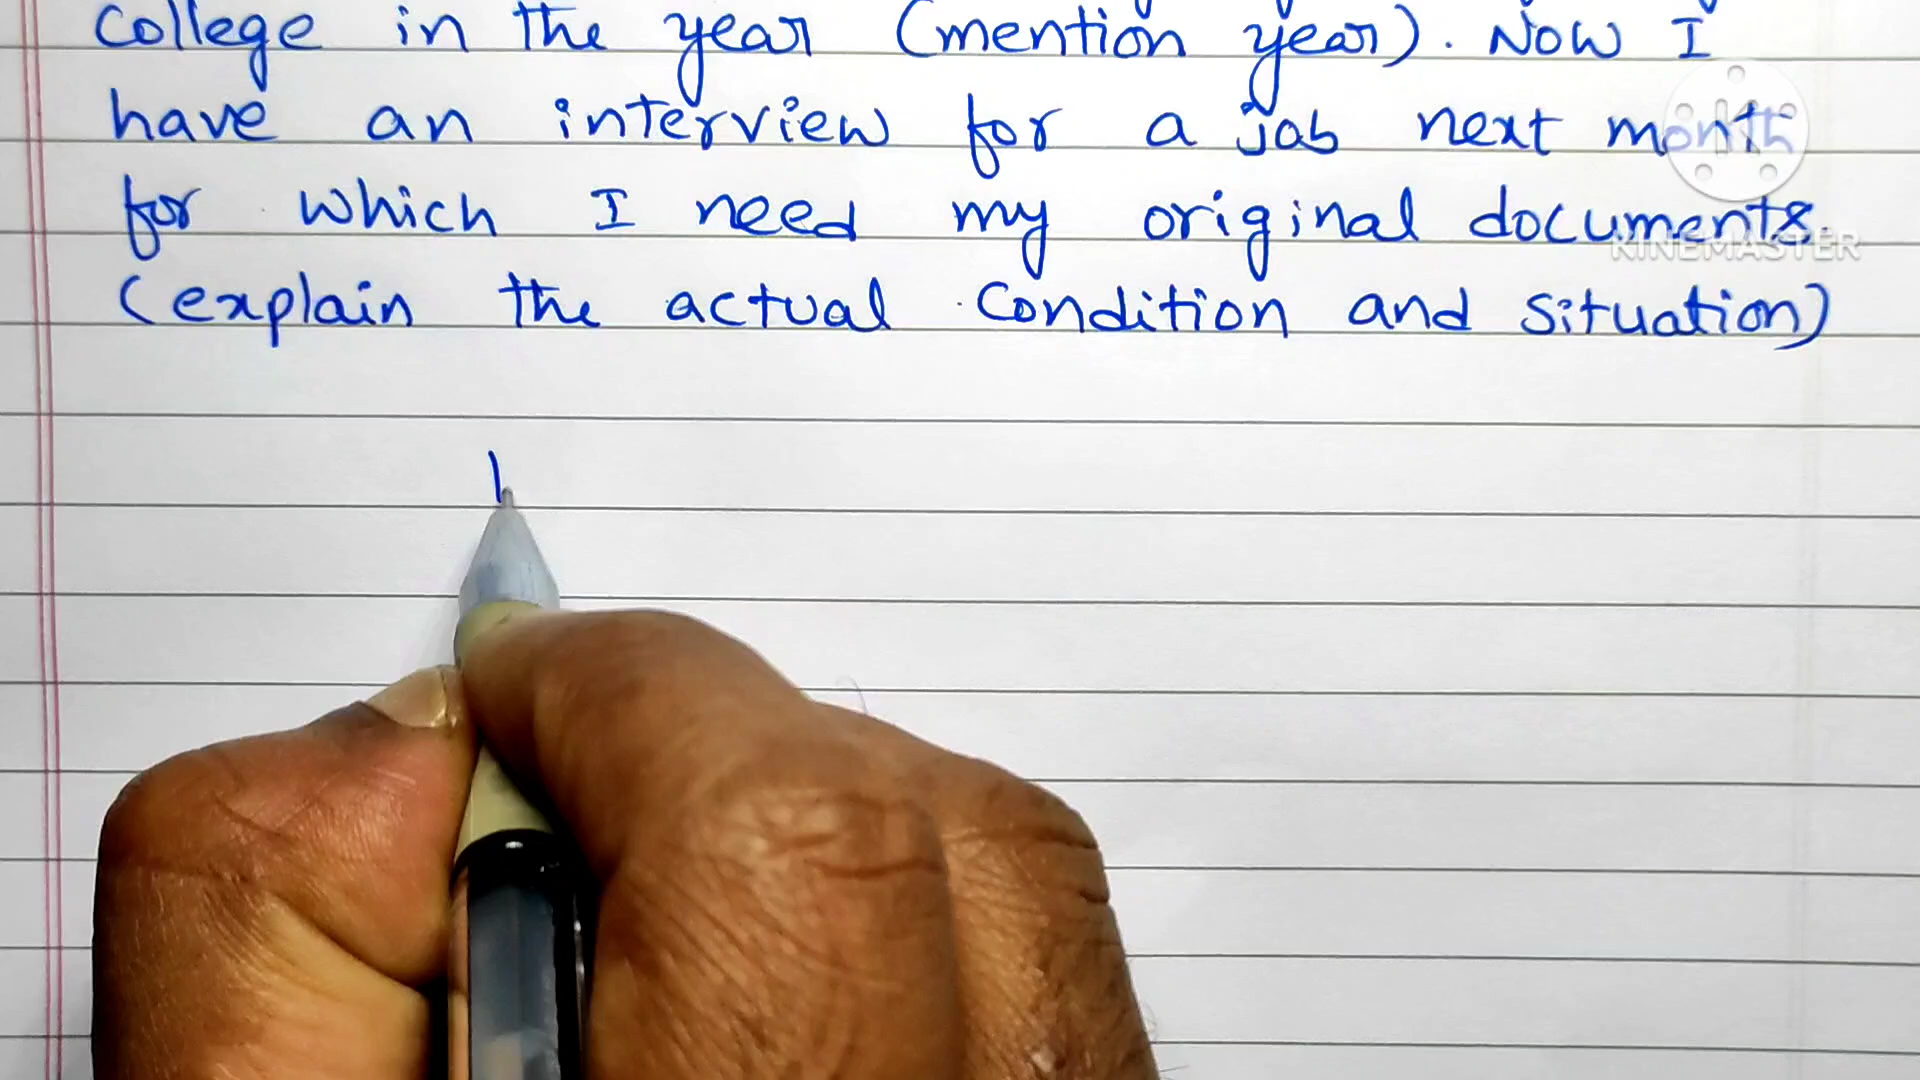 college in the year (mention year). Now I
have an interview for a job next month
for which I need my original documents.
KINEMASTER
(explain the actual condition and situation)